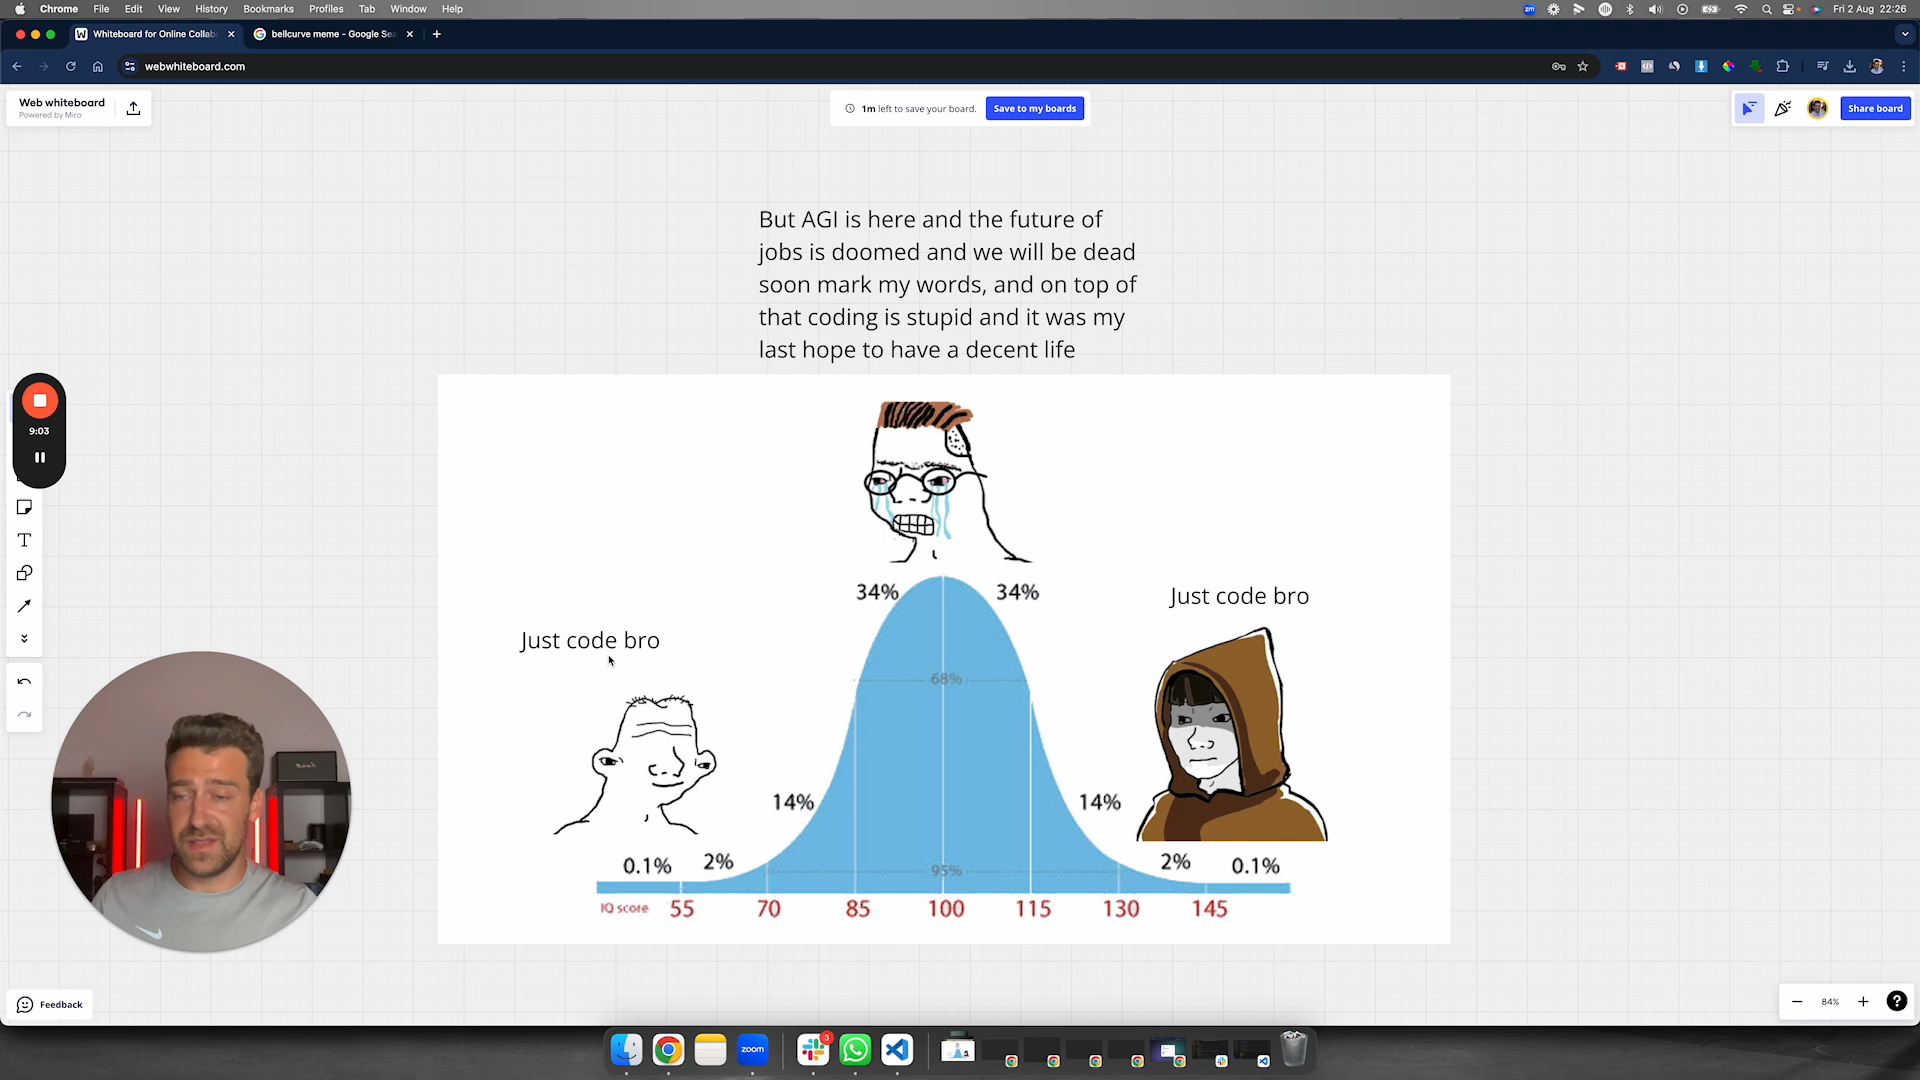 Chrome File Edit View History Bookmarks Profiles Tab Window Help
zm
Fri 2 Aug 22:26
Whiteboard for Online Collab
bellcurve meme - Google Sea
webwhiteboard.com
Web whiteboard
Powered by Miro
1m left to save your board.
Save to my boards
Share board
But AGI is here and the future of
jobs is doomed and we will be dead
soon mark my words, and on top of
that coding is stupid and it was my
last hope to have a decent life
9:03
34% 34%
Just code bro
Just code bro
68%
14% 14%
0.1% 2% 95% 2% 0.1%
IQ score 55 70 85 100 115 130 145
Feedback
84%
zoom
3